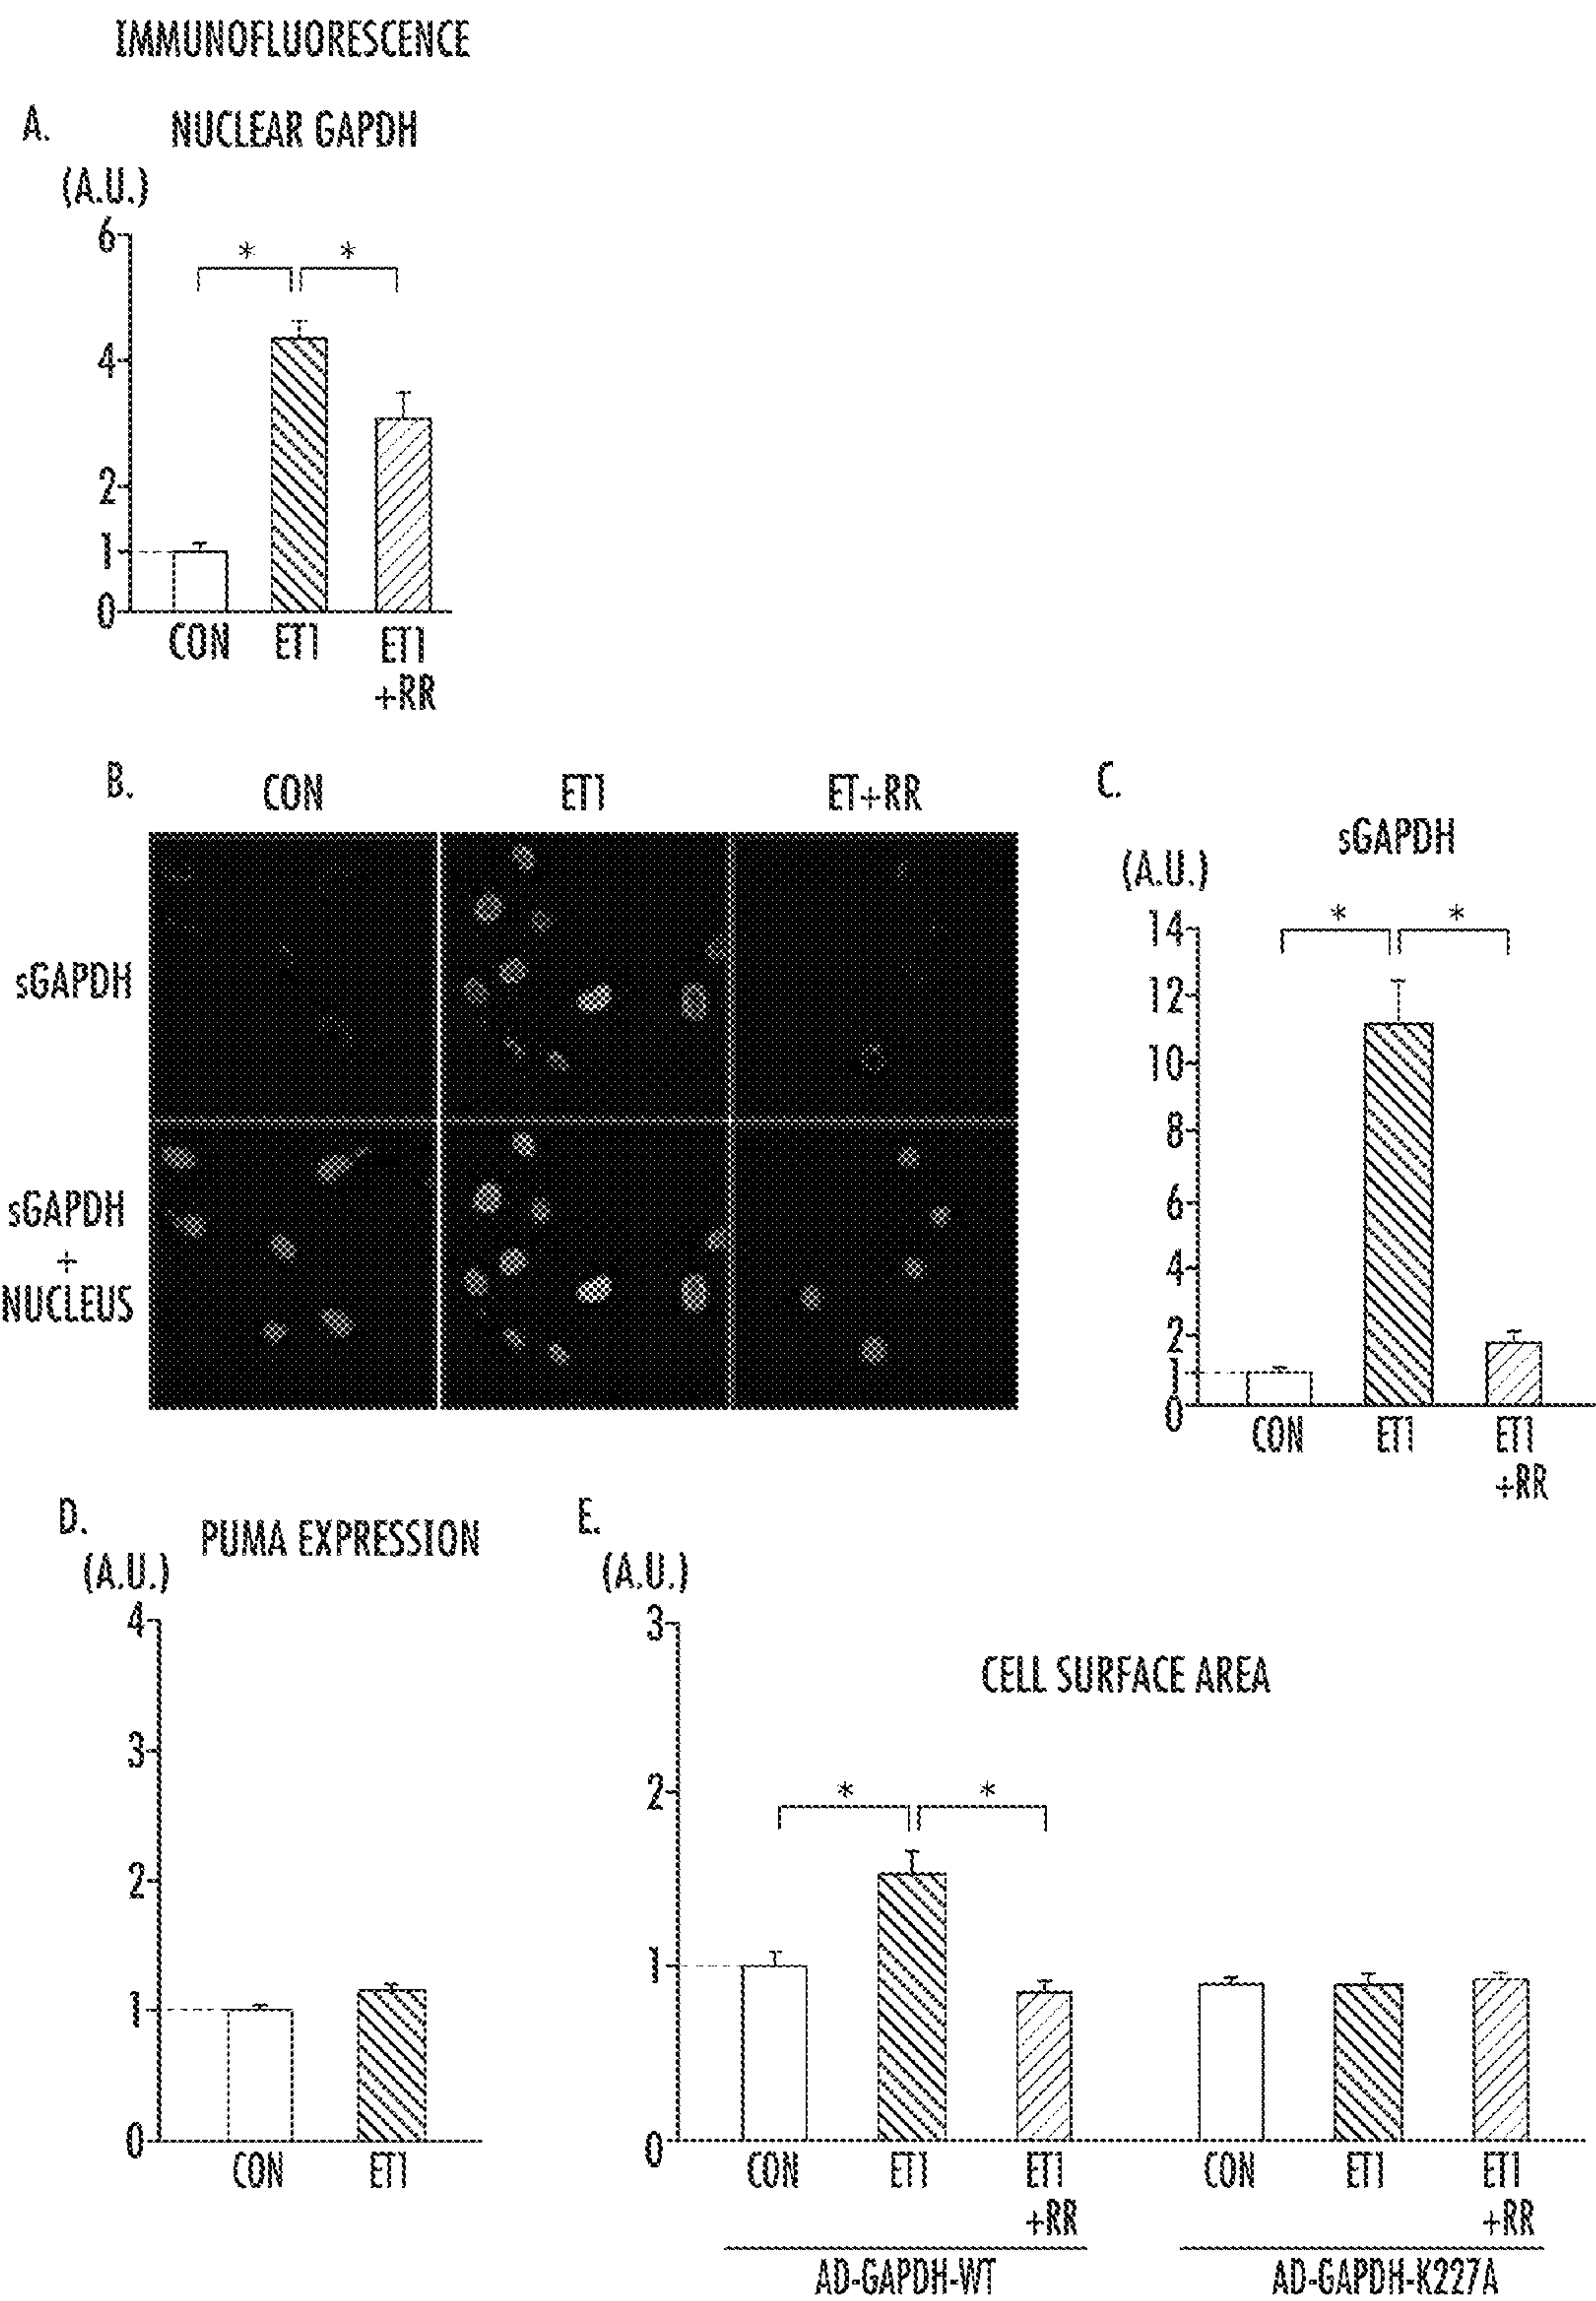 IMMUNOFLUORESCENCE
A.
NUCLEAR GAPDH
(A.U.)
6
4
2
1
0
* *
CON ET1 ET1
+RR
B.
CON ET1 ET+RR
sGAPDH
sGAPDH
+
NUCLEUS
C.
sGAPDH
(A.U.)
14
12
10
8
6
4
2
1
0
* *
CON ET1 ET1
+RR
D.
PUMA EXPRESSION
(A.U.)
4
3
2
1
0
CON ET1
E.
(A.U.)
CELL SURFACE AREA
3
2
1
0
* *
CON ET1 ET1 CON ET1 ET1
+RR +RR
AD-GAPDH-WT AD-GAPDH-K227A